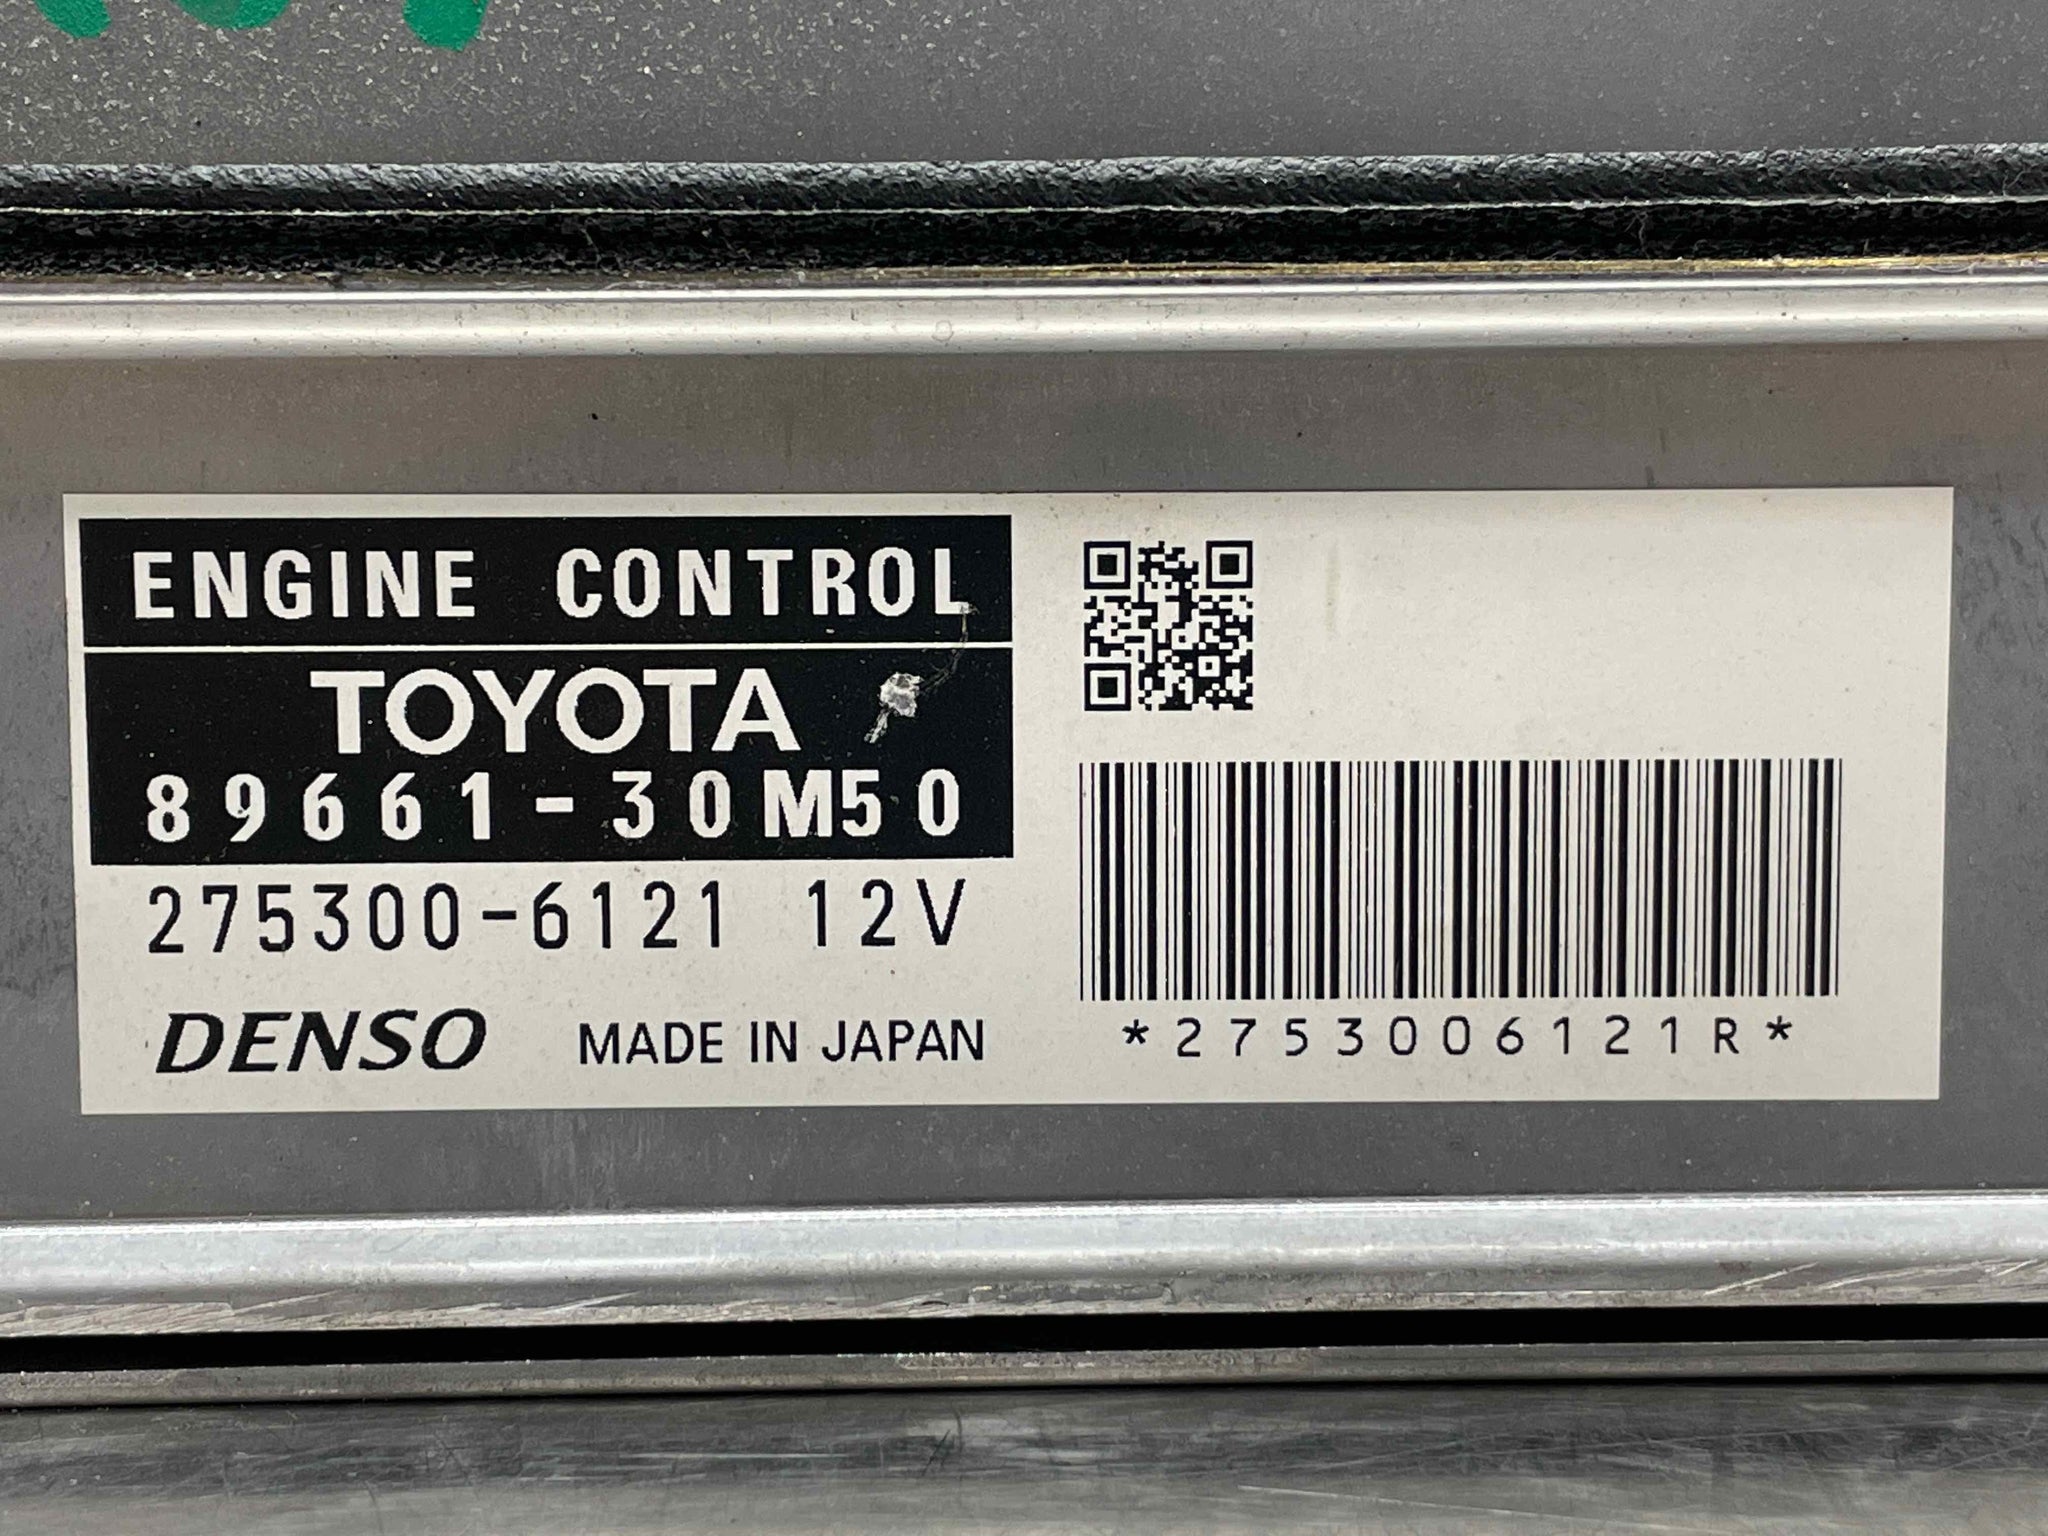 ENGINE CONTROL
TOYOTA
89661-30M50
275300-6121 12V
DENSO MADE IN JAPAN
*2753006121R*